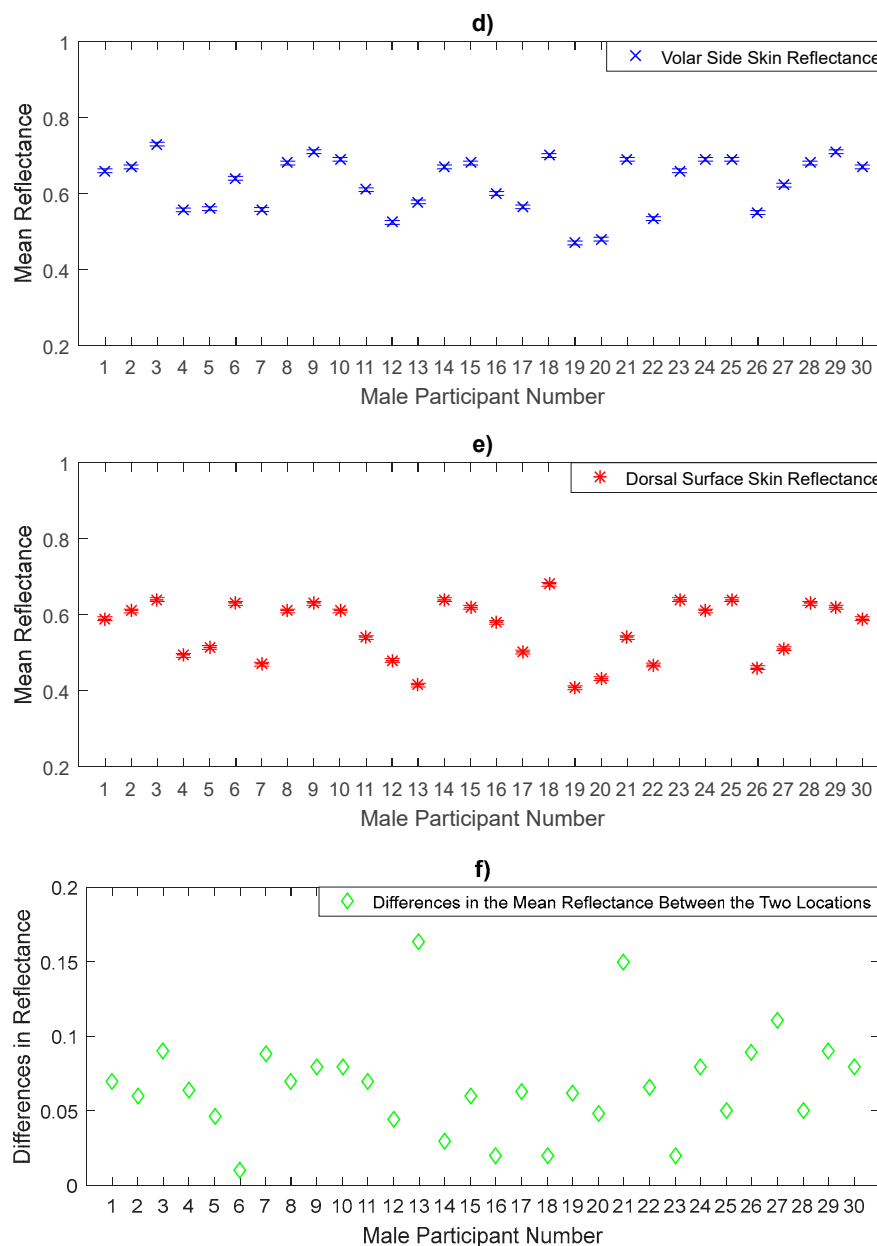 d)
1
0.8
0.6
0.4
0.2
Mean Reflectance
Volar Side Skin Reflectance
1 2 3 4 5 6 7 8 9 10 11 12 13 14 15 16 17 18 19 20 21 22 23 24 25 26 27 28 29 30
Male Participant Number
e)
1
0.8
0.6
0.4
0.2
Mean Reflectance
Dorsal Surface Skin Reflectance
1 2 3 4 5 6 7 8 9 10 11 12 13 14 15 16 17 18 19 20 21 22 23 24 25 26 27 28 29 30
Male Participant Number
f)
0.2
0.15
0.1
0.05
0
Differences in Reflectance
Differences in the Mean Reflectance Between the Two Locations
1 2 3 4 5 6 7 8 9 10 11 12 13 14 15 16 17 18 19 20 21 22 23 24 25 26 27 28 29 30
Male Participant Number